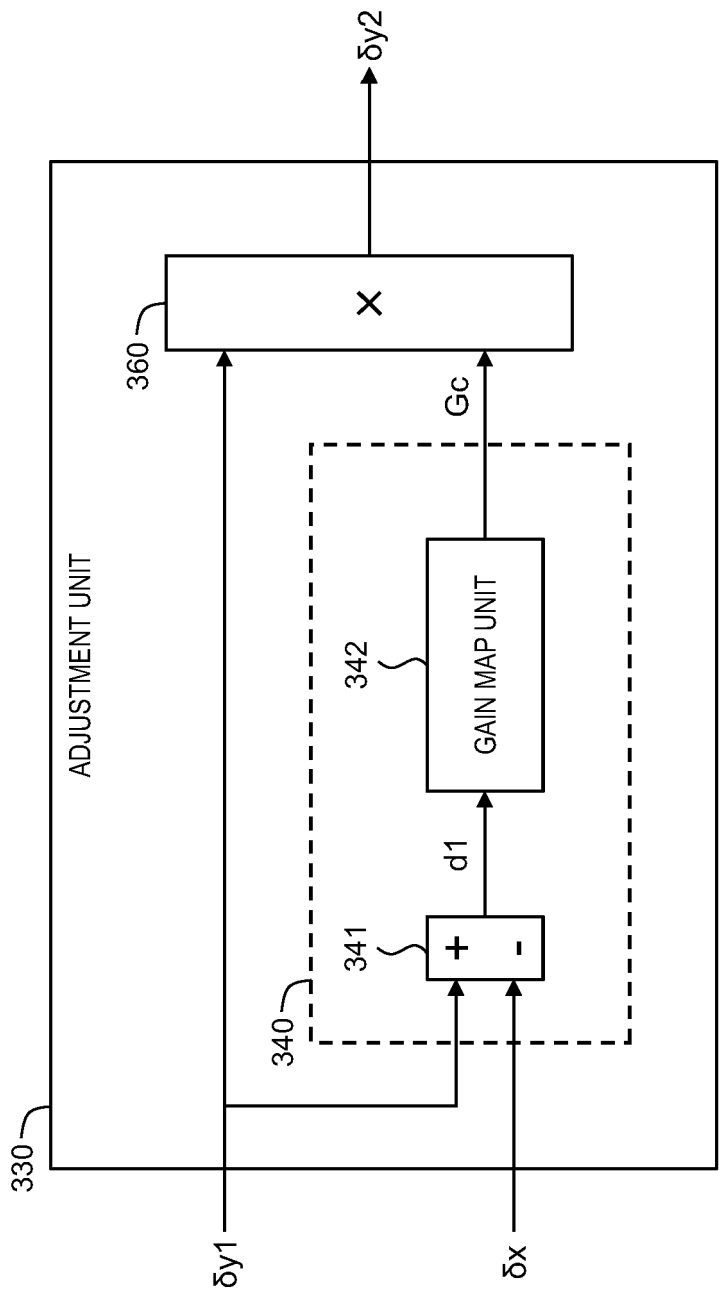 330
ADJUSTMENT UNIT
δy1
δx
340
341
+
-
d1
342
GAIN MAP UNIT
Gc
360
×
δy2